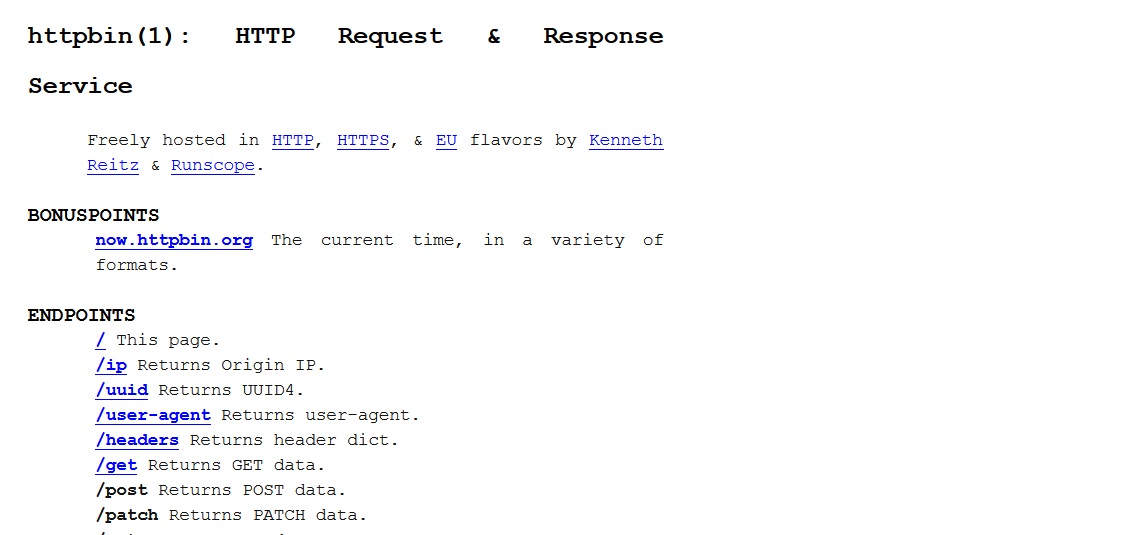 httpbin(1): HTTP Request & Response
Service
Freely hosted in HTTP, HTTPS, & EU flavors by Kenneth
Reitz & Runscope.
BONUSPOINTS
now.httpbin.org The current time, in a variety of
formats.
ENDPOINTS
/ This page.
/ip Returns Origin IP.
/uuid Returns UUID4.
/user-agent Returns user-agent.
/headers Returns header dict.
/get Returns GET data.
/post Returns POST data.
/patch Returns PATCH data.